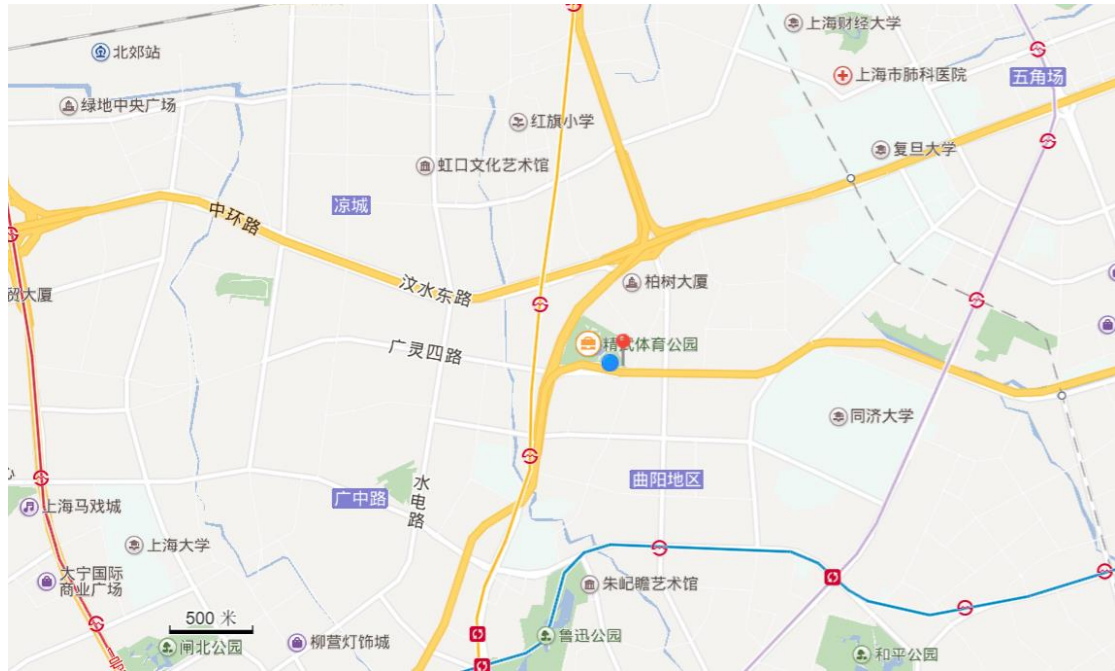 上海财经大学
北郊站
上海市肺科医院
五角场
绿地中央广场
红旗小学
复旦大学
虹口文化艺术馆
凉城
中环路
柏树大厦
贸大厦
汶水东路
广灵四路
精武体育公园
同济大学
曲阳地区
心
水电路
广中路
上海马戏城
上海大学
大宁国际
商业广场
朱屺瞻艺术馆
500 米
柳营灯饰城
鲁迅公园
闸北公园
和平公园